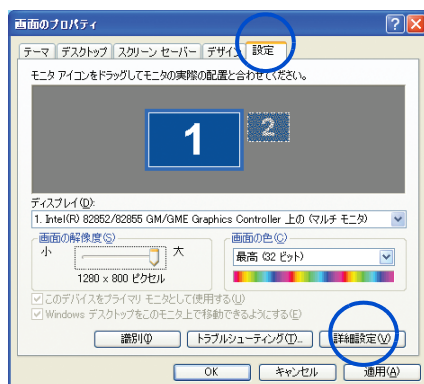 画面のプロパティ
テーマ デスクトップ スクリーン セーバー デザイン 設定
モニタ アイコンをドラッグしてモニタの実際の配置と合わせてください。
1 2
ディスプレイ(D):
1. Intel(R) 82852/82855 GM/GME Graphics Controller 上の (マルチ モニタ)
画面の解像度(S) 画面の色(C)
小 大 最高 (32 ビット)
1280 × 800 ピクセル
このデバイスをプライマリ モニタとして使用する(U)
Windows デスクトップをこのモニタ上で移動できるようにする(E)
識別(I) トラブルシューティング(T)... 詳細設定(V)
OK キャンセル 適用(A)